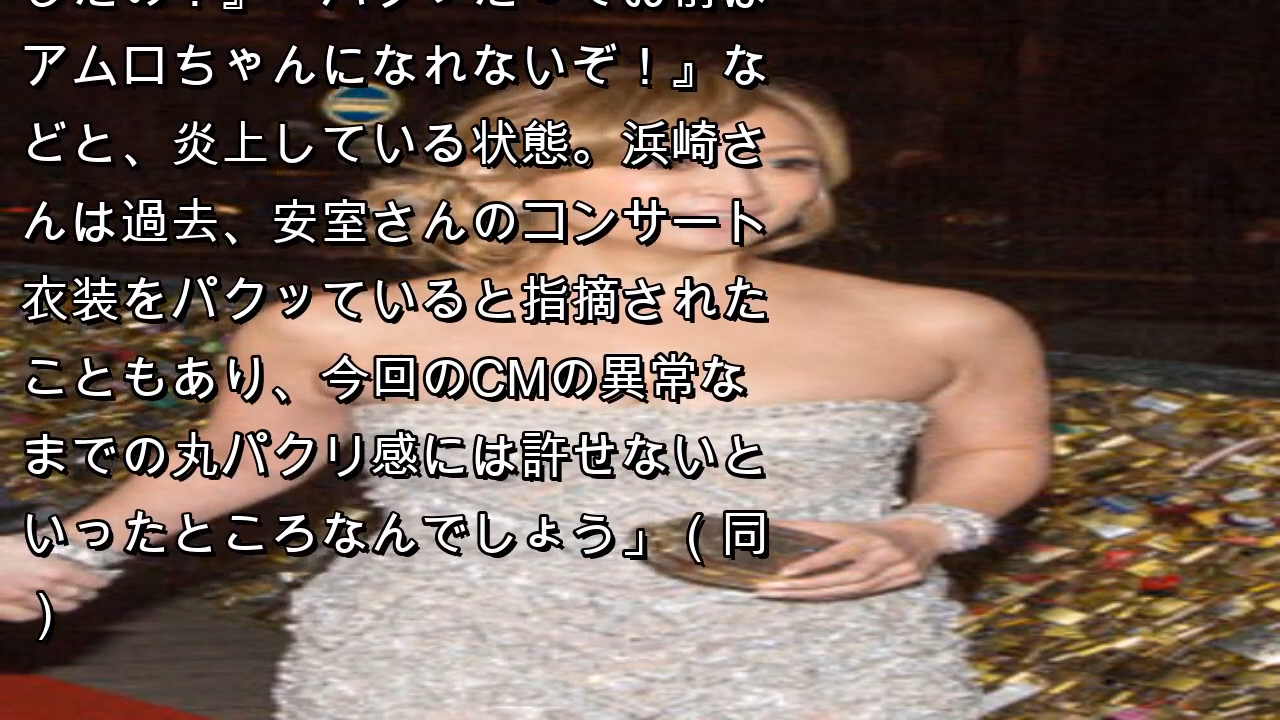 アムロちゃんになれないぞ！』な
どと、炎上している状態。浜崎さ
んは過去、安室さんのコンサート
衣装をパクッていると指摘された
こともあり、今回のCMの異常な
までの丸パクリ感には許せないと
いったところなんでしょう」（同
）